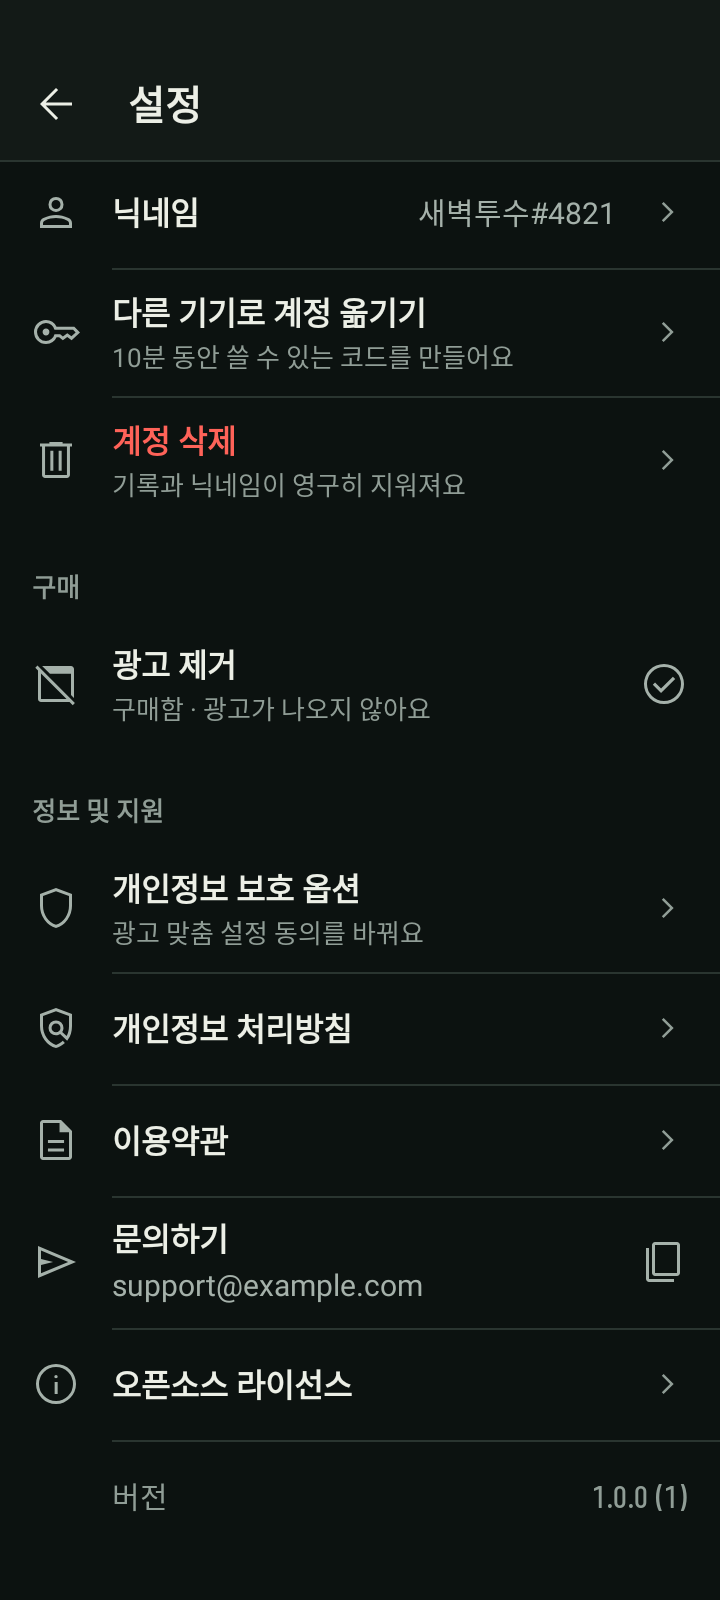 설정
닉네임 새벽투수#4821
다른 기기로 계정 옮기기
10분 동안 쓸 수 있는 코드를 만들어요
계정 삭제
기록과 닉네임이 영구히 지워져요
구매
광고 제거
구매함 · 광고가 나오지 않아요
정보 및 지원
개인정보 보호 옵션
광고 맞춤 설정 동의를 바꿔요
개인정보 처리방침
이용약관
문의하기
support@example.com
오픈소스 라이선스
버전 1.0.0 (1)